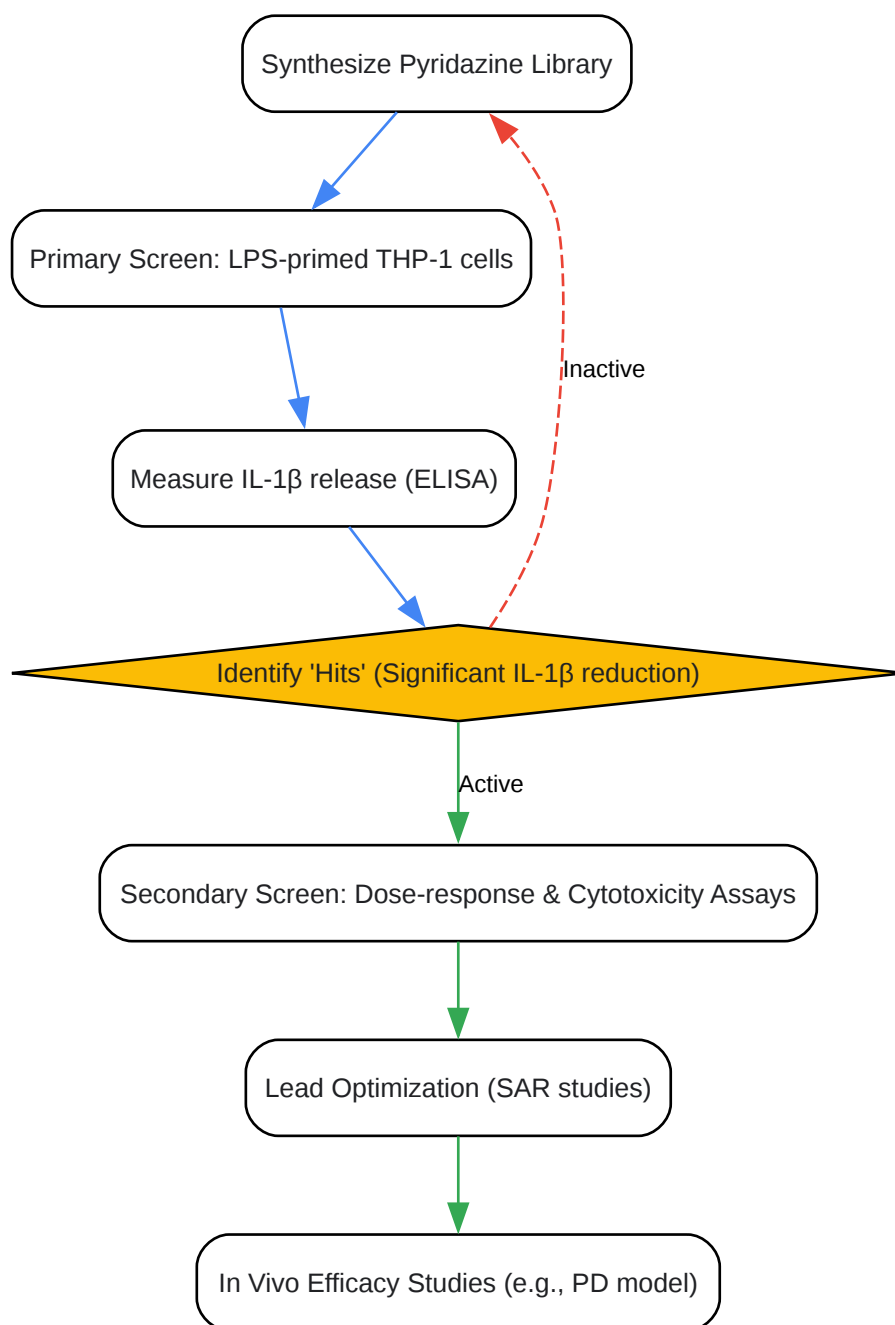 Synthesize Pyridazine Library
Primary Screen: LPS-primed THP-1 cells
Inactive
Measure IL-1β release (ELISA)
Identify 'Hits' (Significant IL-1β reduction)
Active
Secondary Screen: Dose-response & Cytotoxicity Assays
Lead Optimization (SAR studies)
In Vivo Efficacy Studies (e.g., PD model)